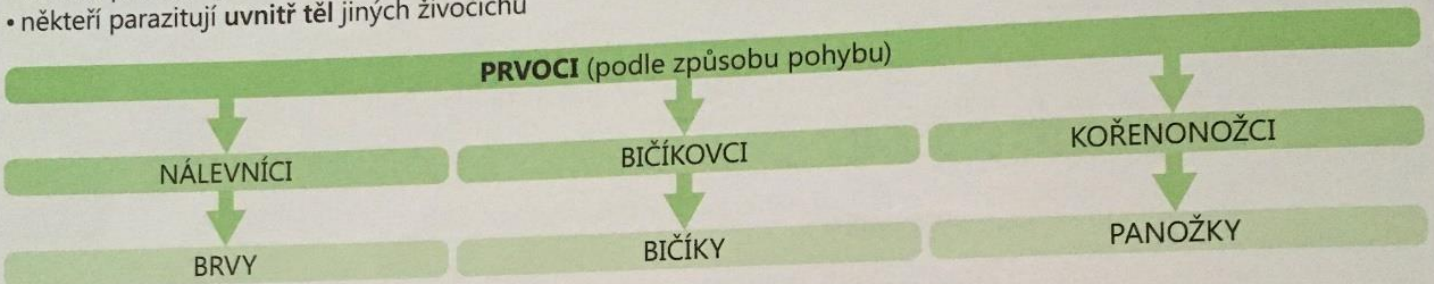 • někteří parazitují uvnitř těl jiných živočichů
PRVOCI (podle způsobu pohybu)
NÁLEVNÍCI
BIČÍKOVCI
KOŘENONOŽCI
BRVY
BIČÍKY
PANOŽKY